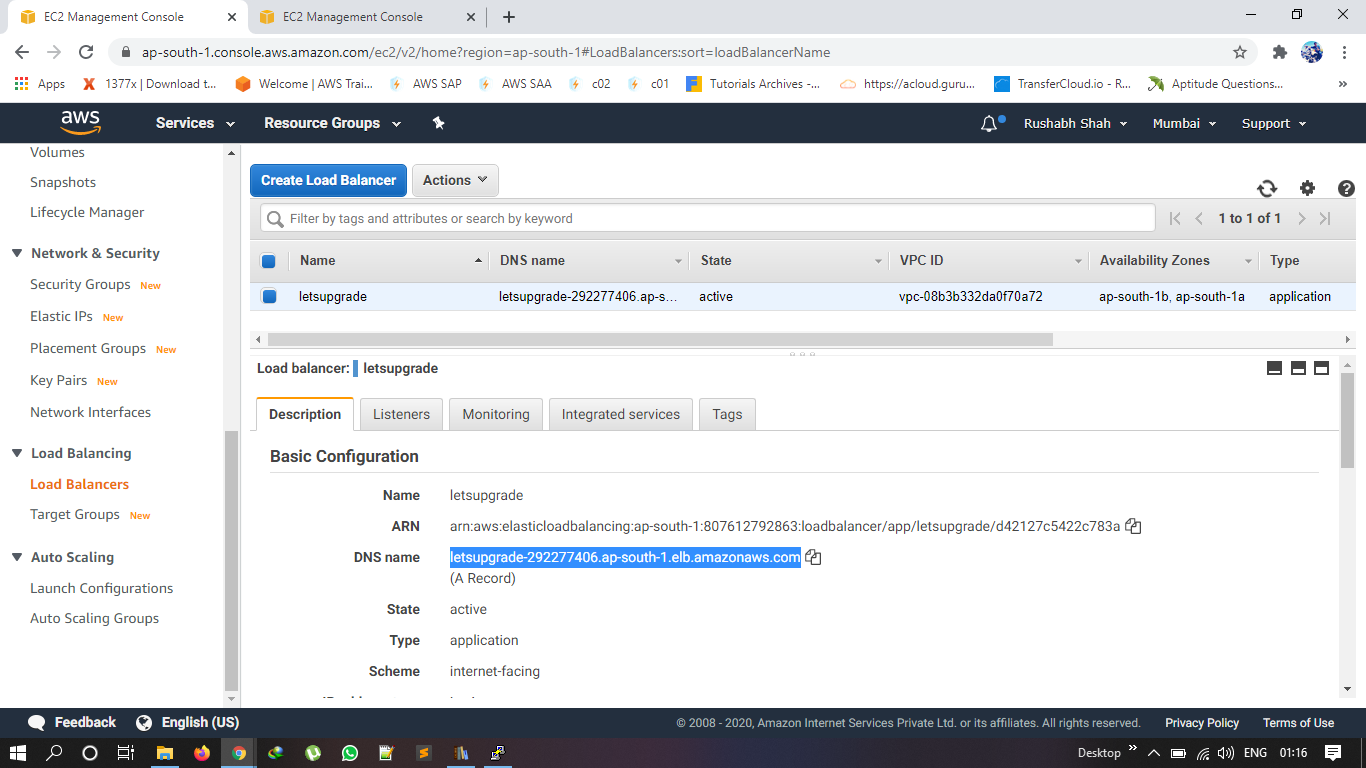 EC2 Management Console
EC2 Management Console
ap-south-1.console.aws.amazon.com/ec2/v2/home?region=ap-south-1#LoadBalancers:sort=loadBalancerName
Apps 1377x | Download t... Welcome | AWS Trai... AWS SAP AWS SAA c02 c01 Tutorials Archives -... https://acloud.guru... TransferCloud.io - R... Aptitude Questions... »
aws Services Resource Groups Rushabh Shah Mumbai Support
Volumes
Snapshots
Lifecycle Manager
Network & Security
Security Groups New
Elastic IPs New
Placement Groups New
Key Pairs New
Network Interfaces
Load Balancing
Load Balancers
Target Groups New
Auto Scaling
Launch Configurations
Auto Scaling Groups
Create Load Balancer Actions
Filter by tags and attributes or search by keyword 1 to 1 of 1
Name DNS name State VPC ID Availability Zones Type
letsupgrade letsupgrade-292277406.ap-s... active vpc-08b3b332da0f70a72 ap-south-1b, ap-south-1a application
Load balancer: letsupgrade
Description Listeners Monitoring Integrated services Tags
Basic Configuration
Name letsupgrade
ARN arn:aws:elasticloadbalancing:ap-south-1:807612792863:loadbalancer/app/letsupgrade/d42127c5422c783a
DNS name letsupgrade-292277406.ap-south-1.elb.amazonaws.com
(A Record)
State active
Type application
Scheme internet-facing
Feedback English (US) © 2008 - 2020, Amazon Internet Services Private Ltd. or its affiliates. All rights reserved. Privacy Policy Terms of Use
Desktop » ENG 01:16